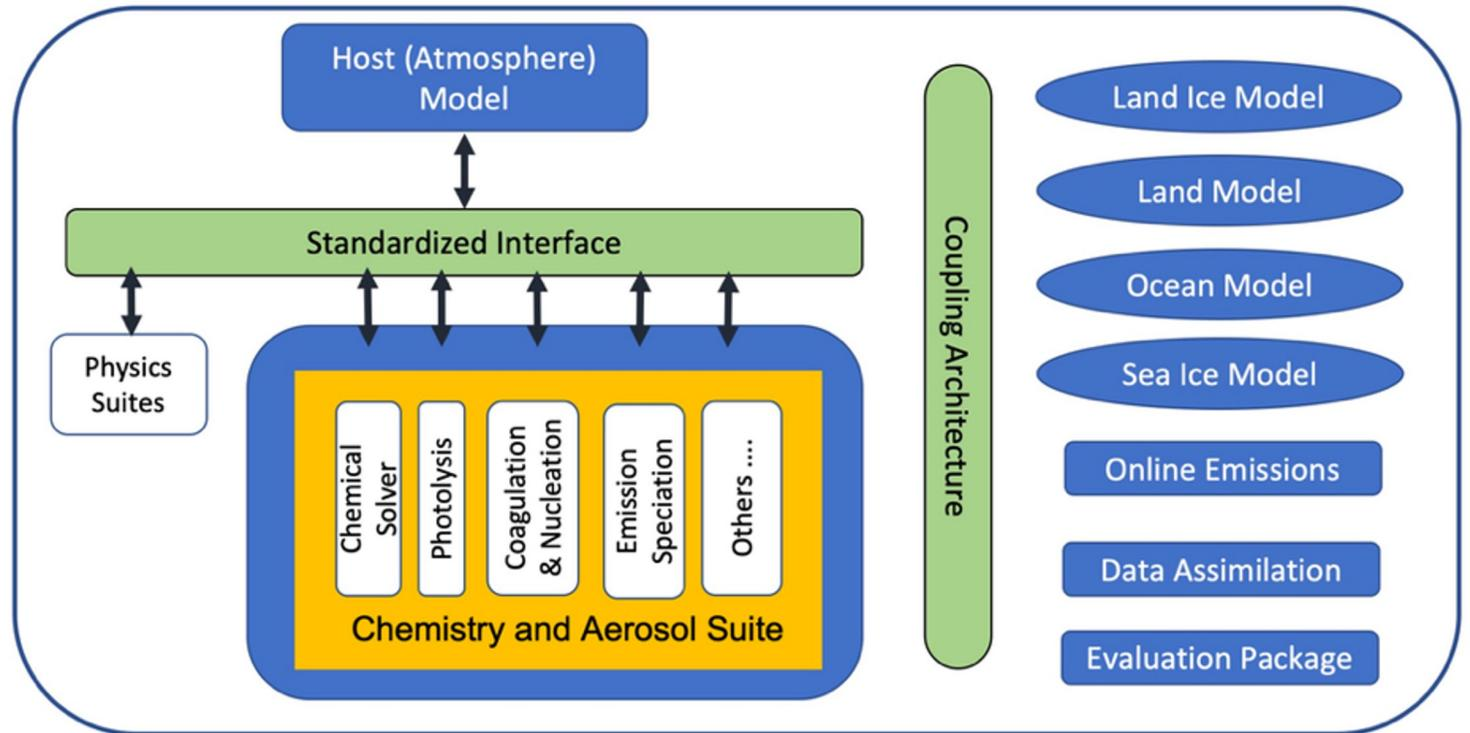 Host (Atmosphere)
Model
Standardized Interface
Physics
Suites
Chemical
Solver
Photolysis
Coagulation
& Nucleation
Emission
Speciation
Others ....
Chemistry and Aerosol Suite
Coupling Architecture
Land Ice Model
Land Model
Ocean Model
Sea Ice Model
Online Emissions
Data Assimilation
Evaluation Package